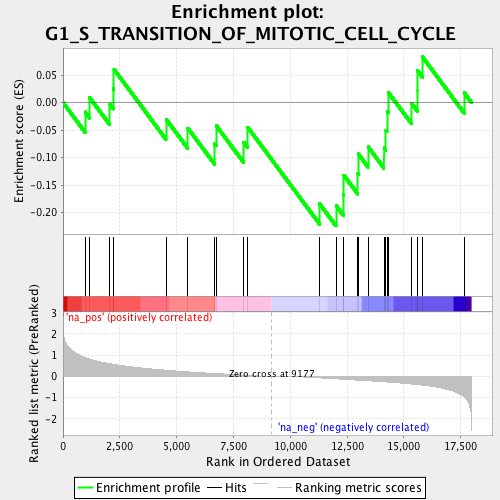 Enrichment plot:
G1_S_TRANSITION_OF_MITOTIC_CELL_CYCLE
Enrichment score (ES)
0.05
0.00
-0.05
-0.10
-0.15
-0.20
'na_pos' (positively correlated)
Ranked list metric (PreRanked)
3
2
1
0
-1
-2
Zero cross at 9177
'na_neg' (negatively correlated)
0
2,500
5,000
7,500
10,000
12,500
15,000
17,500
Rank in Ordered Dataset
Enrichment profile
Hits
Ranking metric scores